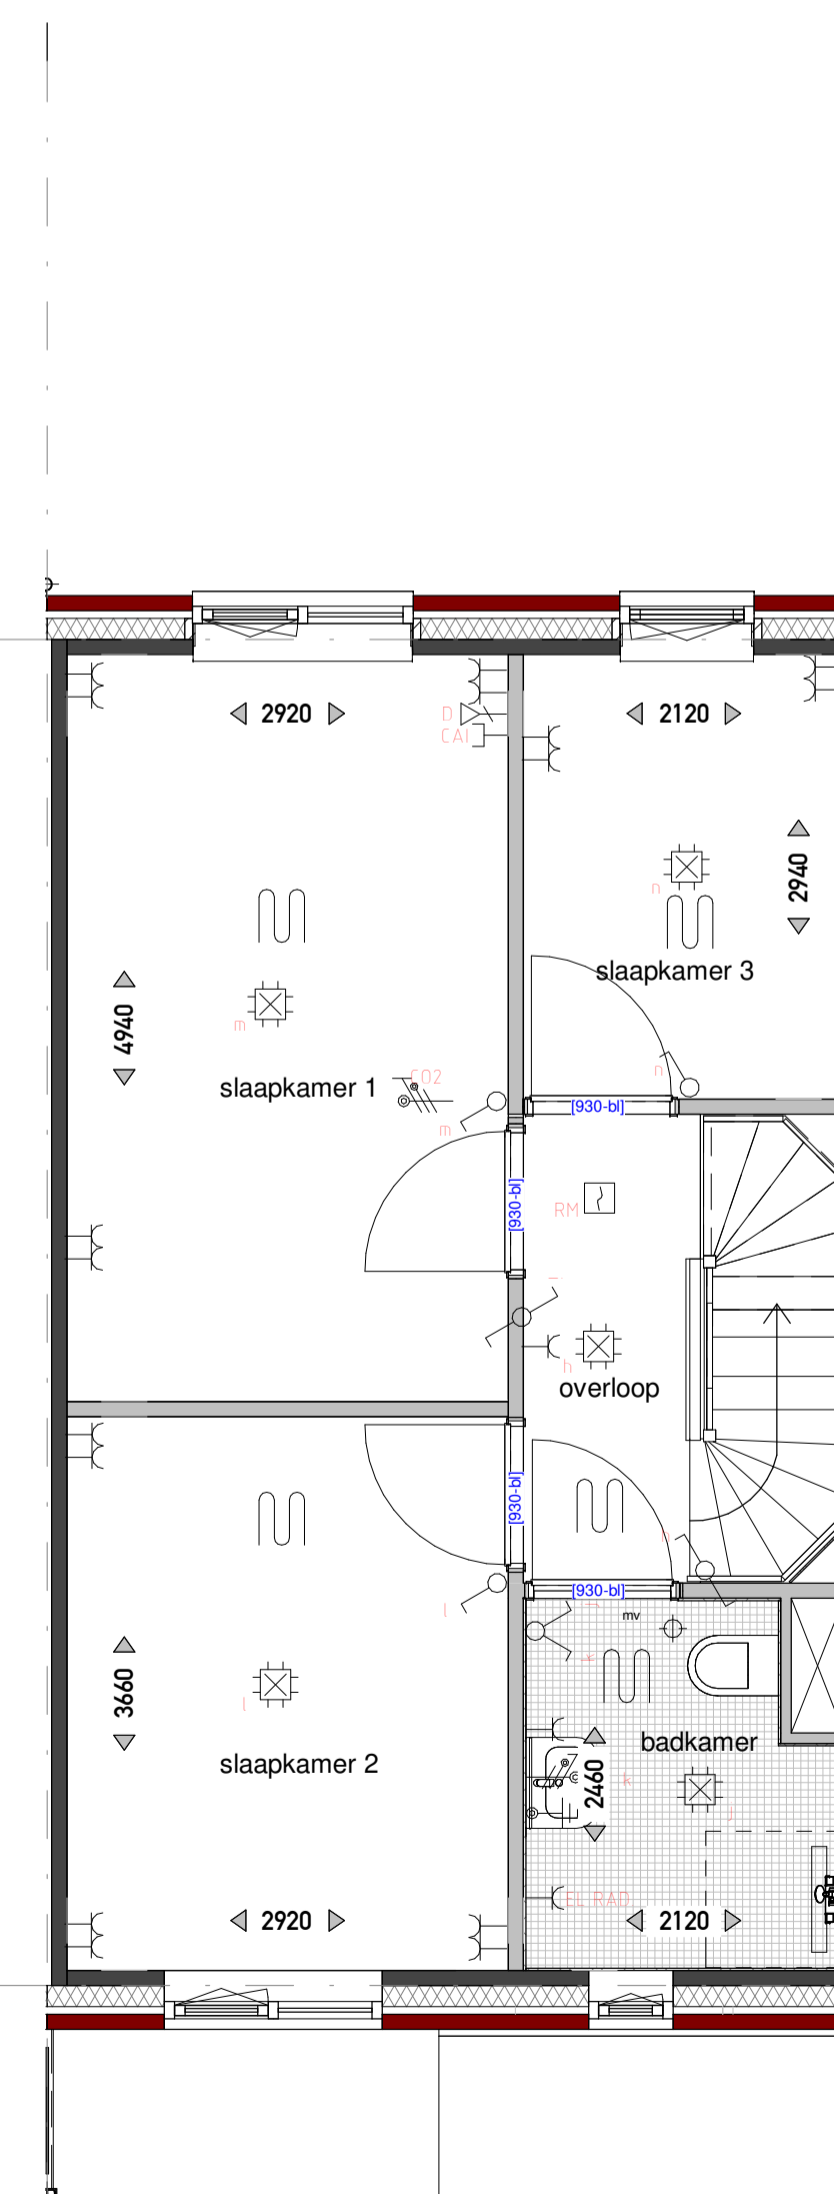 2920
D
CAI
2120
2940
n
slaapkamer 3
4940
m
CO2
slaapkamer 1
m
n
[930-bl]
[930-bl]
RM
h
overloop
[930-bl]
h
[930-bl]
mv
k
l
3660
l
slaapkamer 2
badkamer
2460
k
j
EL RAD
2920
2120